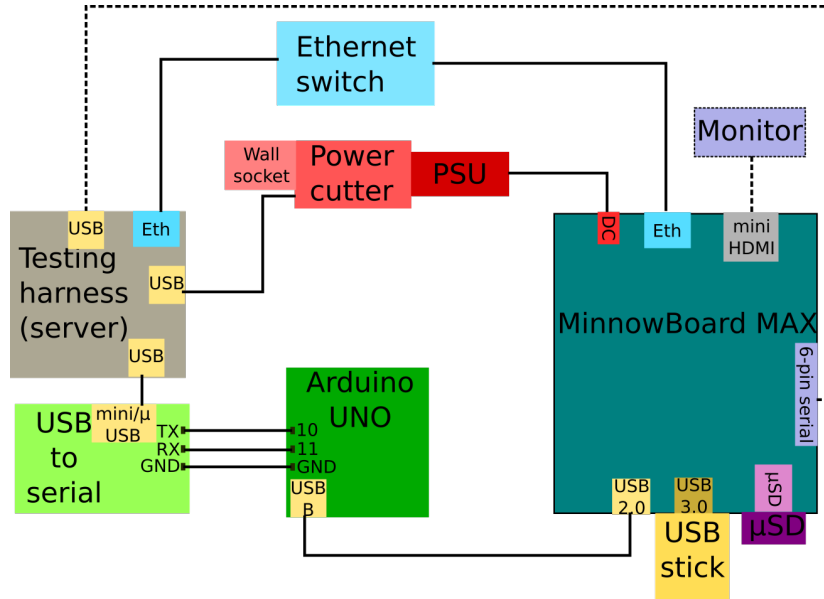 Ethernet
switch
Monitor
Wall
socket
Power
cutter
PSU
USB
Eth
DC
Eth
mini
HDMI
Testing
harness
(server)
USB
MinnowBoard MAX
USB
6-pin serial
Arduino
UNO
mini/µ
USB
USB
to
serial
TX
RX
GND
10
11
GND
USB
B
USB
2.0
USB
3.0
µSD
USB
stick
µSD